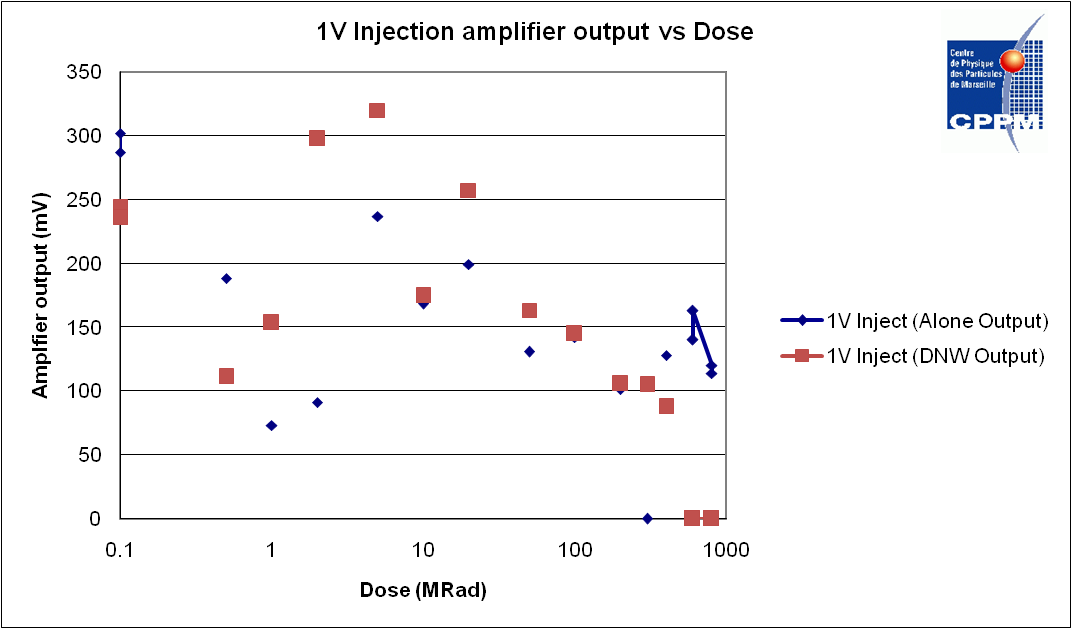 1V Injection amplifier output vs Dose
Centre
de Physique
des Particules
de Marseille
CPPM
350
300
250
200
150
100
50
0
Amplfier output (mV)
0.1
1
10
100
1000
Dose (MRad)
1V Inject (Alone Output)
1V Inject (DNW Output)